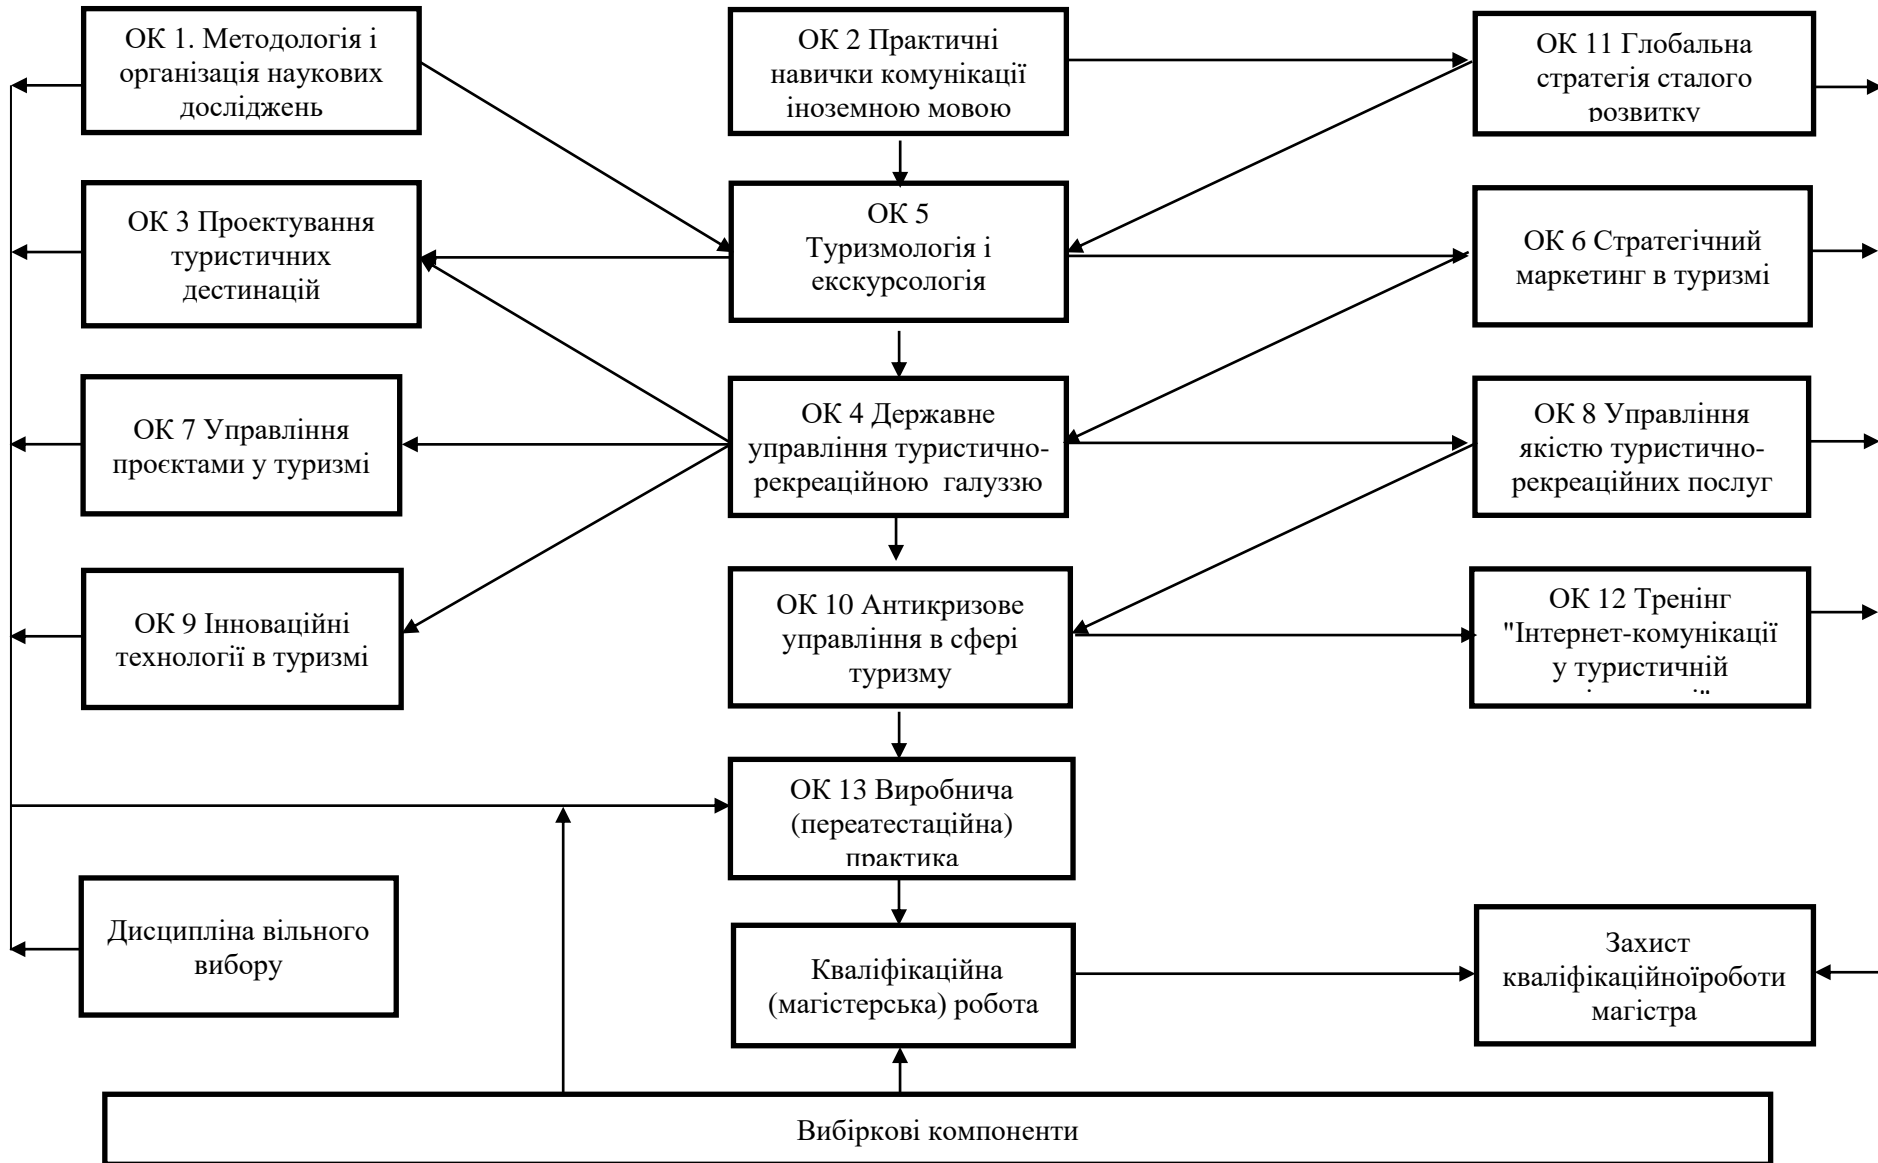 ОК 1. Методологія і
організація наукових
досліджень
ОК 2 Практичні
навички комунікації
іноземною мовою
ОК 11 Глобальна
стратегія сталого
розвитку
ОК 3 Проектування
туристичних
дестинацій
ОК 5
Туризмологія і
екскурсологія
ОК 6 Стратегічний
маркетинг в туризмі
ОК 7 Управління
проєктами у туризмі
ОК 4 Державне
управління туристично-
рекреаційною галуззю
ОК 8 Управління
якістю туристично-
рекреаційних послуг
ОК 9 Інноваційні
технології в туризмі
ОК 10 Антикризове
управління в сфері
туризму
ОК 12 Тренінг
"Інтернет-комунікації
у туристичній
ОК 13 Виробнича
(переатестаційна)
практика
Дисципліна вільного
вибору
Кваліфікаційна
(магістерська) робота
Захист
кваліфікаційноїроботи
магістра
Вибіркові компоненти